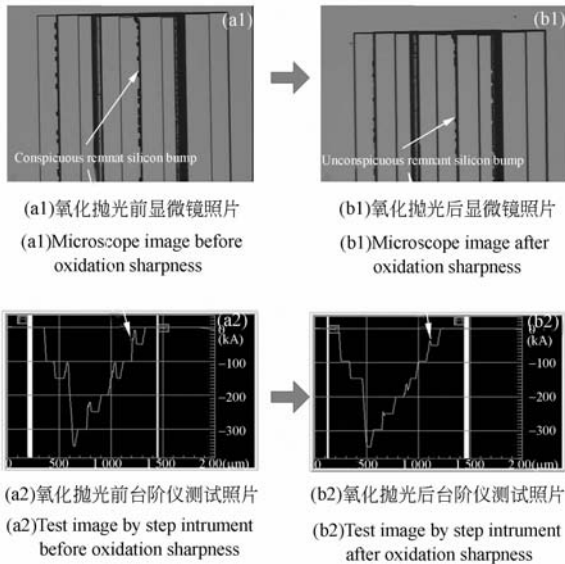 (a1)
(b1)
Conspicuous remnat silicon bump
Unconspicuous remnant silicon bump
(a1)氧化抛光前显微镜照片
(a1)Microscope image before
oxidation sharpness
(b1)氧化抛光后显微镜照片
(b1)Microscope image after
oxidation sharpness
(a2)
0
(kA)
-100
-200
-300
0
500
1 000
1 500
2 00(μm)
(b2)
0
(kA)
-100
-200
-300
0
500
1 000
1 500
2 00(μm)
(a2)氧化抛光前台阶仪测试照片
(a2)Test image by step intrument
before oxidation sharpness
(b2)氧化抛光后台阶仪测试照片
(b2)Test image by step intrument
after oxidation sharpness